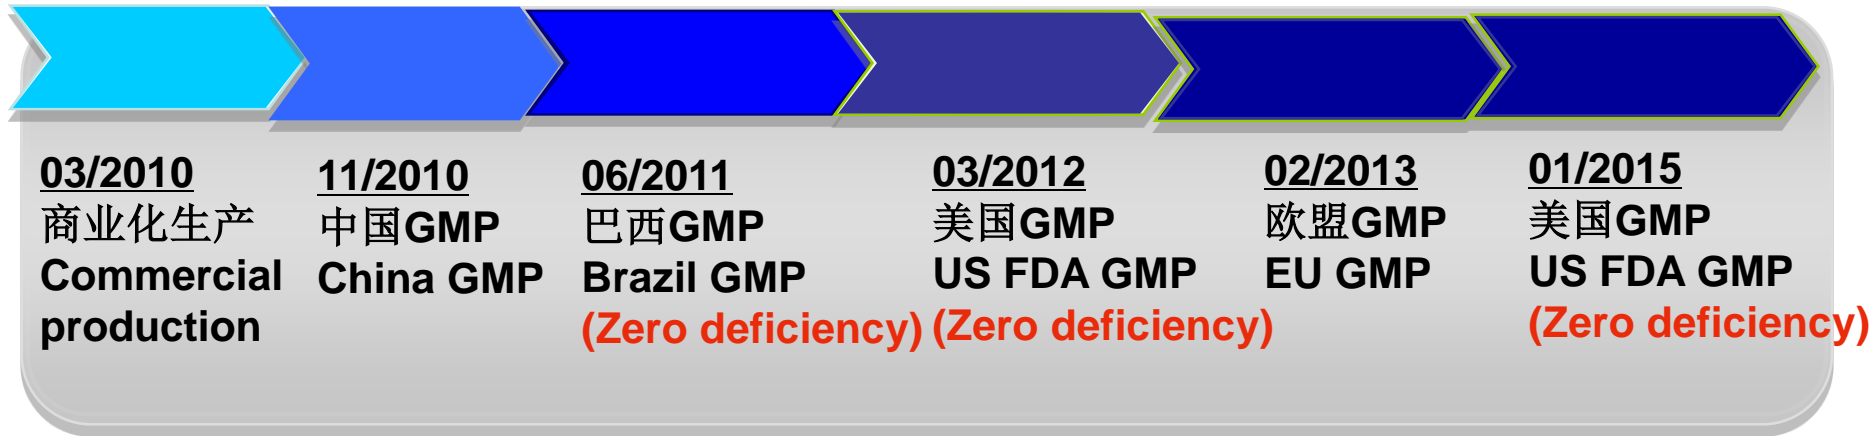 03/2010
商业化生产
Commercial
production
11/2010
中国GMP
China GMP
06/2011
巴西GMP
Brazil GMP
(Zero deficiency)
03/2012
美国GMP
US FDA GMP
(Zero deficiency)
02/2013
欧盟GMP
EU GMP
01/2015
美国GMP
US FDA GMP
(Zero deficiency)